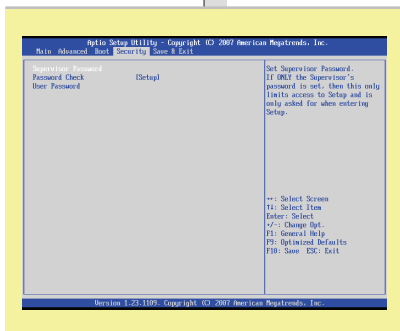 Aptio Setup Utility - Copyright (C) 2007 American Megatrends, Inc.
Main Advanced Boot Security Save & Exit
Supervisor Password
Password Check [Setup]
User Password
Set Supervisor Password.
If ONLY the Supervisor's
password is set, then this only
limits access to Setup and is
only asked for when entering
Setup.
↔: Select Screen
↑↓: Select Item
Enter: Select
+/-: Change Opt.
F1: General Help
F9: Optimized Defaults
F10: Save ESC: Exit
Version 1.23.1109. Copyright (C) 2007 American Megatrends, Inc.